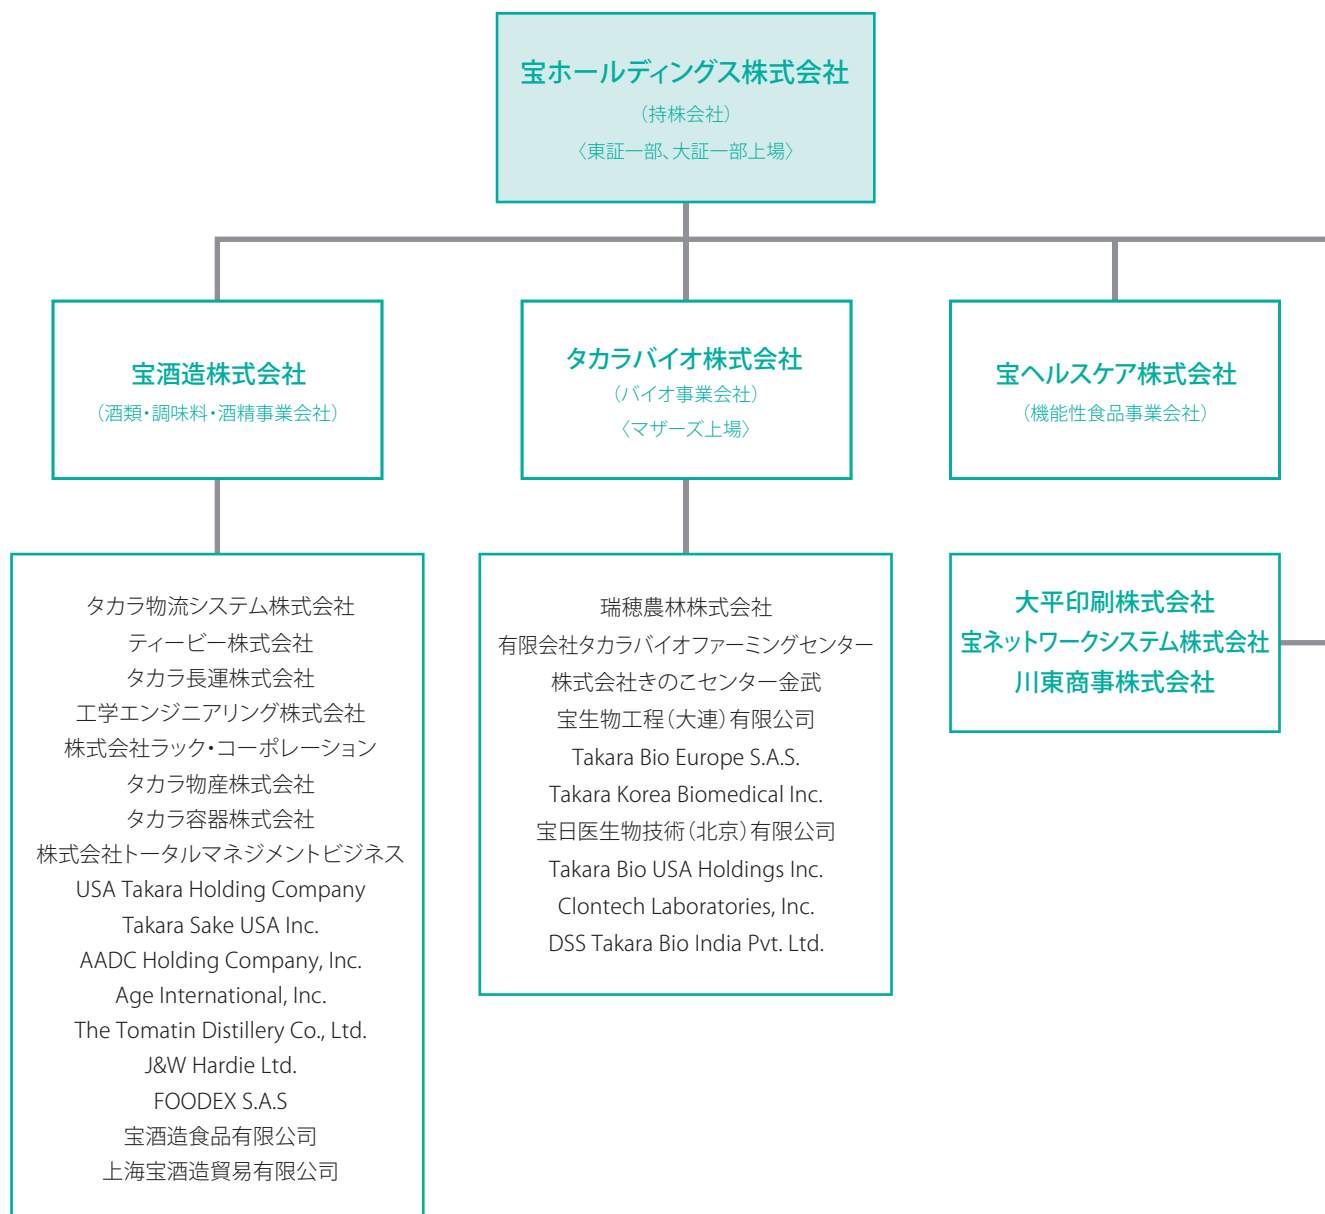 宝ホールディングス株式会社
(持株会社)
〈東証一部、大証一部上場〉
宝酒造株式会社
(酒類・調味料・酒精事業会社)
タカラバイオ株式会社
(バイオ事業会社)
〈マザーズ上場〉
宝ヘルスケア株式会社
(機能性食品事業会社)
タカラ物流システム株式会社
ティービー株式会社
タカラ長運株式会社
工学エンジニアリング株式会社
株式会社ラック・コーポレーション
タカラ物産株式会社
タカラ容器株式会社
株式会社トータルマネジメントビジネス
USA Takara Holding Company
Takara Sake USA Inc.
AADC Holding Company, Inc.
Age International, Inc.
The Tomatin Distillery Co., Ltd.
J&W Hardie Ltd.
FOODEX S.A.S
宝酒造食品有限公司
上海宝酒造貿易有限公司
瑞穂農林株式会社
有限会社タカラバイオファーミングセンター
株式会社きのこセンター金武
宝生物工程(大連)有限公司
Takara Bio Europe S.A.S.
Takara Korea Biomedical Inc.
宝日医生物技術(北京)有限公司
Takara Bio USA Holdings Inc.
Clontech Laboratories, Inc.
DSS Takara Bio India Pvt. Ltd.
大平印刷株式会社
宝ネットワークシステム株式会社
川東商事株式会社